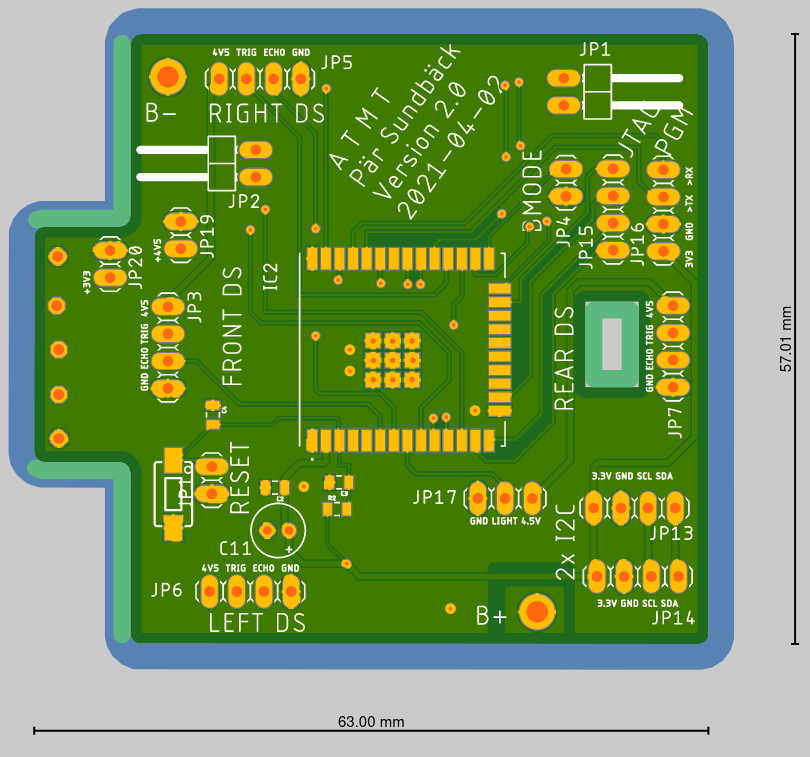 4V5 TRIG ECHO GND
JP5
JP1
B-
RIGHT DS
A T M T
Pär Sundbäck
Version 2.0
2021-04-02
JTAG
PGM
BMODE
>RX
>TX
GND
3V3
JP2
JP4
JP15
JP16
JP19
+4V5
JP20
+3V3
IC2
JP3
4V5
TRIG
ECHO
GND
FRONT DS
REAR DS
4V5
TRIG
ECHO
GND
JP7
57.01 mm
RESET
C2
C3
R2
JP17
GND LIGHT 4.5V
3.3V GND SCL SDA
JP13
2x I2C
C11
+
JP6
4V5 TRIG ECHO GND
LEFT DS
B+
3.3V GND SCL SDA
JP14
63.00 mm